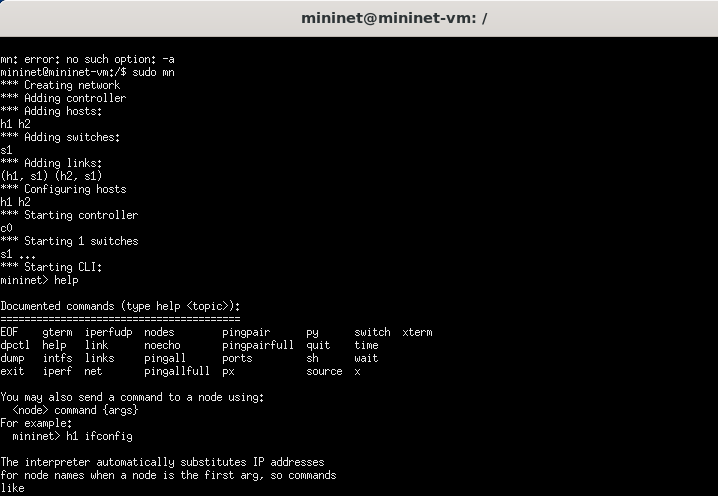 mininet@mininet-vm: /
mn: error: no such option: -a
mininet@mininet-vm:/$ sudo mn
*** Creating network
*** Adding controller
*** Adding hosts:
h1 h2
*** Adding switches:
s1
*** Adding links:
(h1, s1) (h2, s1)
*** Configuring hosts
h1 h2
*** Starting controller
c0
*** Starting 1 switches
s1 ...
*** Starting CLI:
mininet> help
Documented commands (type help <topic>):
========================================
EOF    gterm  iperfudp  nodes        pingpair      py      switch  xterm
dpctl  help   link      noecho       pingpairfull  quit    time
dump   intfs  links     pingall      ports         sh      wait
exit   iperf  net       pingallfull  px            source  x
You may also send a command to a node using:
  <node> command {args}
For example:
  mininet> h1 ifconfig
The interpreter automatically substitutes IP addresses
for node names when a node is the first arg, so commands
like